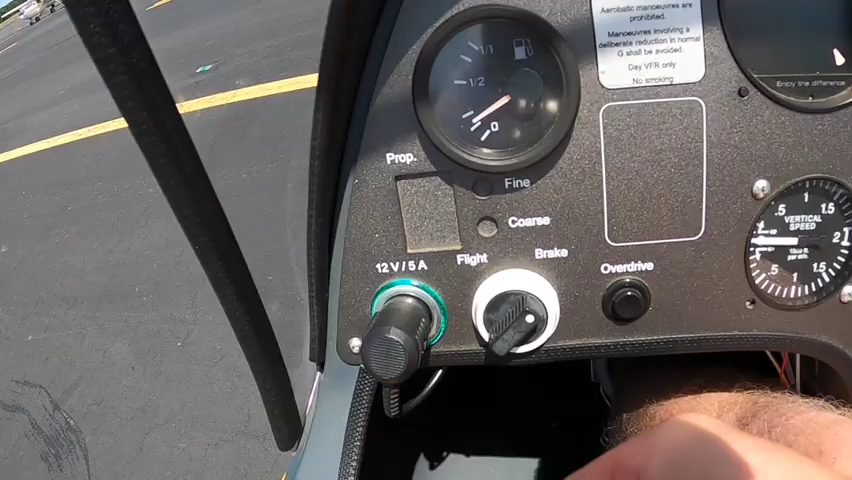 Aerobatic manoeuvres are
prohibited.
Manoeuvres involving a
deliberate reduction in normal
G shall be avoided.
Day VFR only
No smoking
1/1
1/2
0
Enjoy the difference
Prop.
Fine
Coarse
12 V / 5 A
Flight
Brake
Overdrive
.5
1
1.5
VERTICAL
SPEED
2
.5
1
1.5